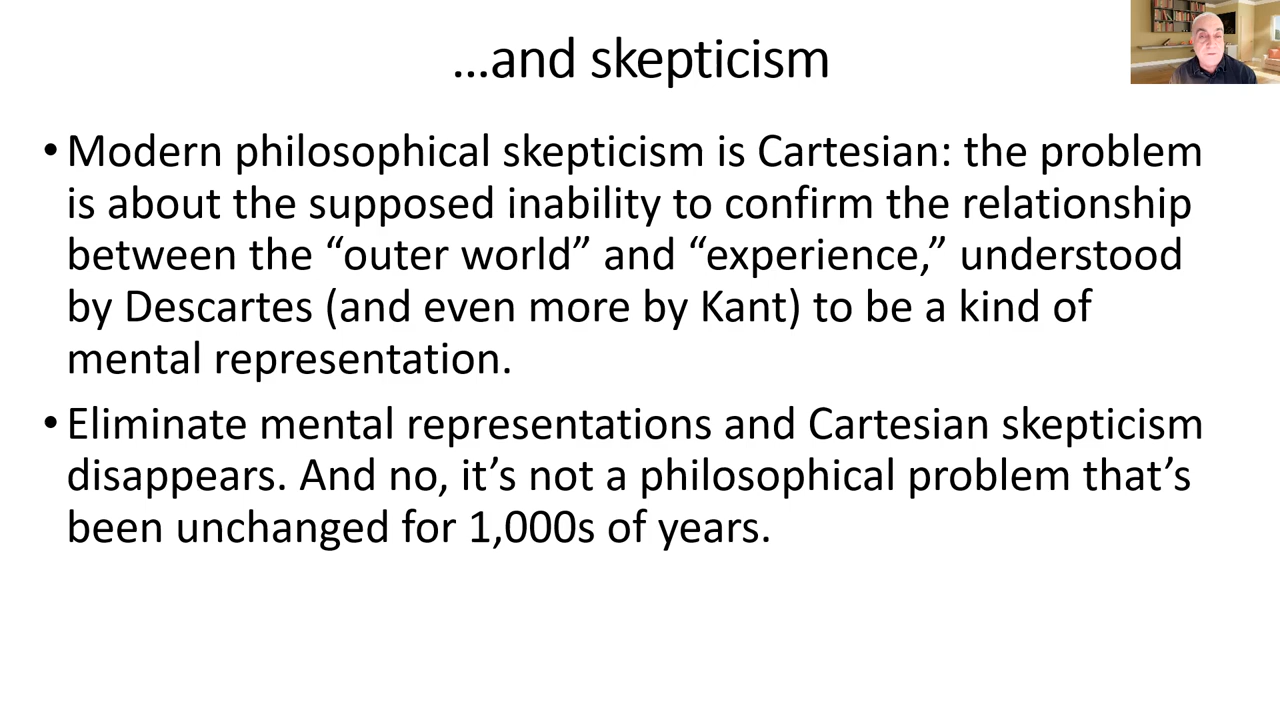 …and skepticism
• Modern philosophical skepticism is Cartesian: the problem
is about the supposed inability to confirm the relationship
between the “outer world” and “experience,” understood
by Descartes (and even more by Kant) to be a kind of
mental representation.
• Eliminate mental representations and Cartesian skepticism
disappears. And no, it’s not a philosophical problem that’s
been unchanged for 1,000s of years.